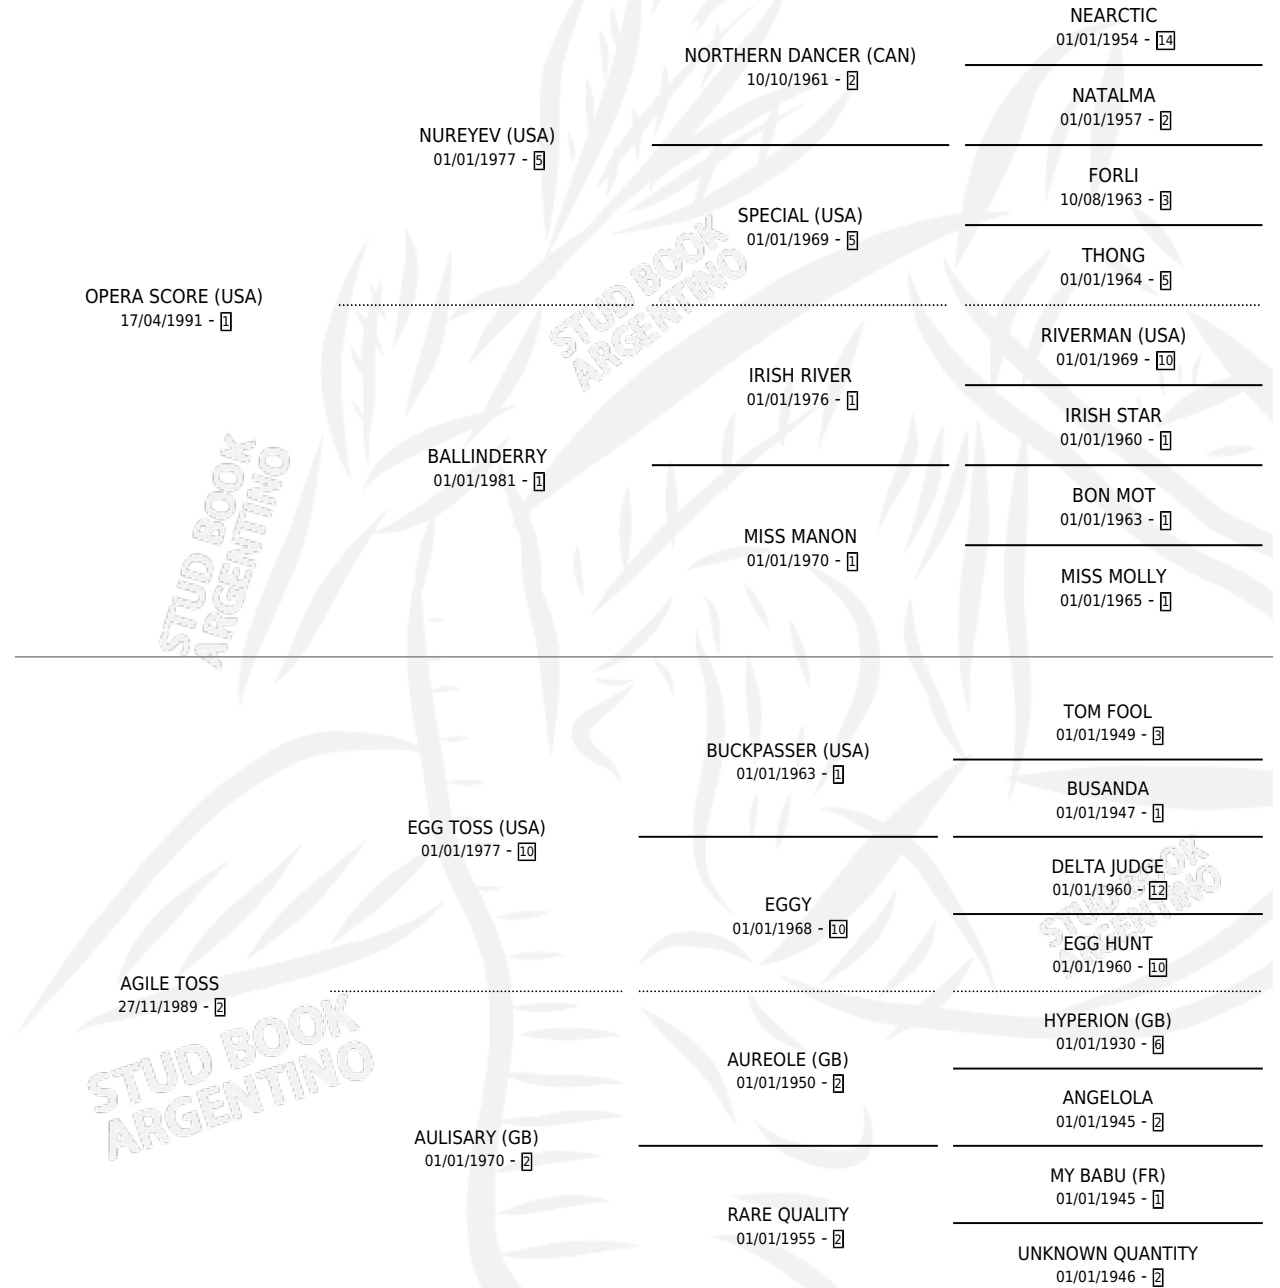 NEARCTIC
01/01/1954 - 14
NORTHERN DANCER (CAN)
10/10/1961 - 2
NATALMA
01/01/1957 - 2
NUREYEV (USA)
01/01/1977 - 5
FORLI
10/08/1963 - 3
SPECIAL (USA)
01/01/1969 - 5
THONG
01/01/1964 - 5
OPERA SCORE (USA)
17/04/1991 - 1
STUD BOOK
ARGENTINO
RIVERMAN (USA)
01/01/1969 - 10
IRISH RIVER
01/01/1976 - 1
IRISH STAR
01/01/1960 - 1
BALLINDERRY
01/01/1981 - 1
BON MOT
01/01/1963 - 1
MISS MANON
01/01/1970 - 1
MISS MOLLY
01/01/1965 - 1
STUD BOOK
ARGENTINO
TOM FOOL
01/01/1949 - 3
BUCKPASSER (USA)
01/01/1963 - 1
BUSANDA
01/01/1947 - 1
EGG TOSS (USA)
01/01/1977 - 10
DELTA JUDGE
01/01/1960 - 12
EGGY
01/01/1968 - 10
EGG HUNT
01/01/1960 - 10
STUD BOOK
ARGENTINO
AGILE TOSS
27/11/1989 - 2
HYPERION (GB)
01/01/1930 - 6
AUREOLE (GB)
01/01/1950 - 2
ANGELOLA
01/01/1945 - 2
STUD BOOK
ARGENTINO
AULISARY (GB)
01/01/1970 - 2
MY BABU (FR)
01/01/1945 - 1
RARE QUALITY
01/01/1955 - 2
UNKNOWN QUANTITY
01/01/1946 - 2